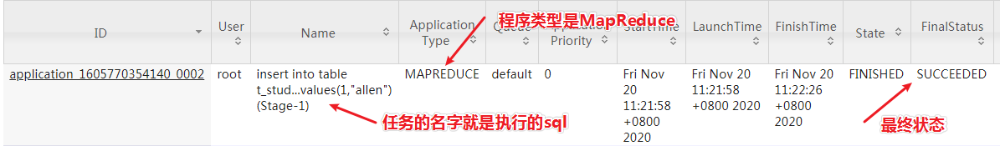 程序类型是MapReduce
ID
User
Name
Application Type
Queue
Application Priority
StartTime
LaunchTime
FinishTime
State
FinalStatus
application_1605770354140_0002
root
insert into table
t_stud...values(1,"allen")
(Stage-1)
MAPREDUCE
default
0
Fri Nov
20
11:21:58
+0800
2020
Fri Nov 20
11:21:58
+0800 2020
Fri Nov 20
11:22:26
+0800
2020
FINISHED
SUCCEEDED
任务的名字就是执行的sql
最终状态